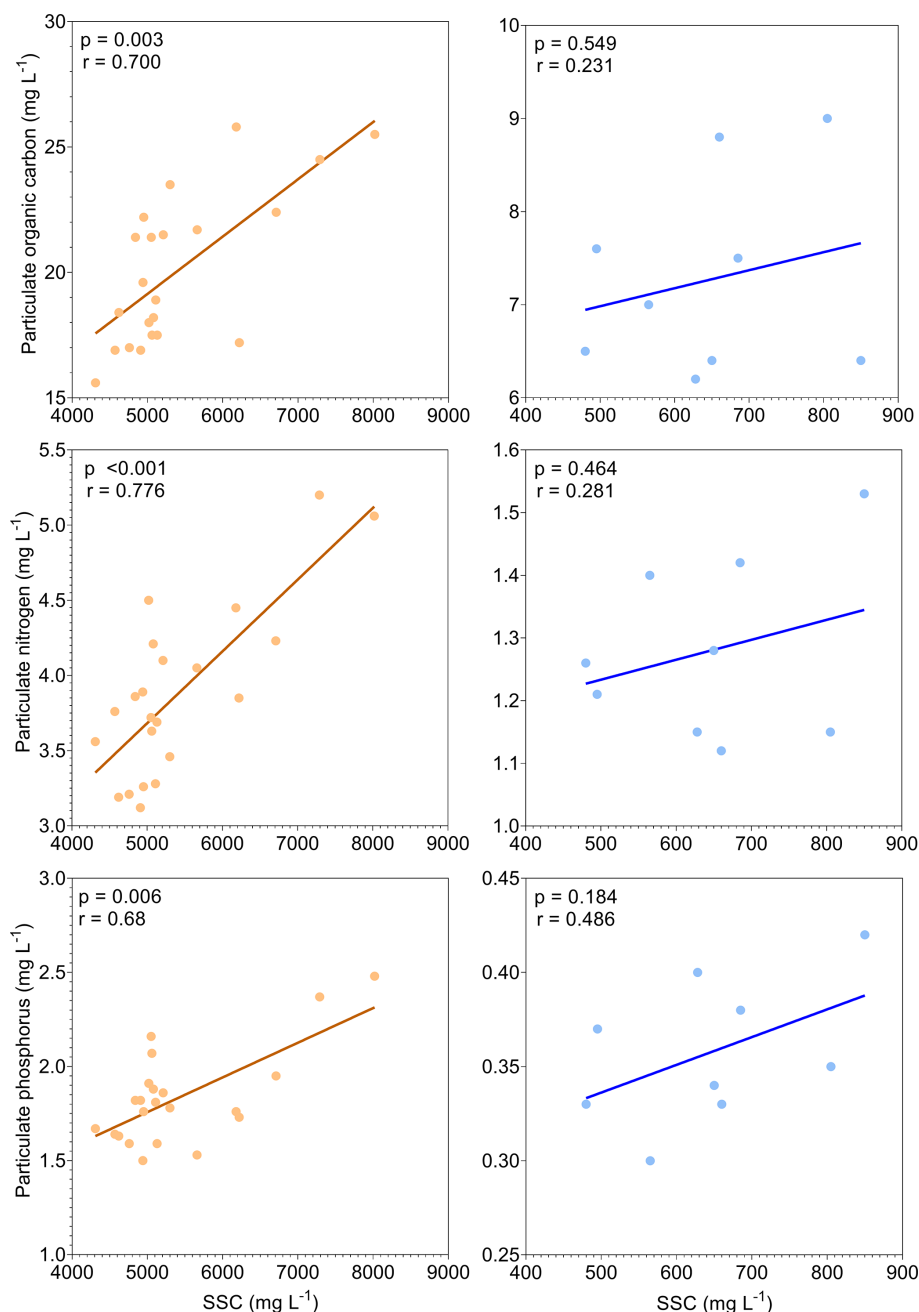 30
25
20
15
Particulate organic carbon (mg L-1)
p = 0.003
r = 0.700
4000 5000 6000 7000 8000 9000
10
9
8
7
6
p = 0.549
r = 0.231
400 500 600 700 800 900
5.5
5.0
4.5
4.0
3.5
3.0
Particulate nitrogen (mg L-1)
p <0.001
r = 0.776
4000 5000 6000 7000 8000 9000
1.6
1.5
1.4
1.3
1.2
1.1
1.0
p = 0.464
r = 0.281
400 500 600 700 800 900
3.0
2.5
2.0
1.5
1.0
Particulate phosphorus (mg L-1)
p = 0.006
r = 0.68
4000 5000 6000 7000 8000 9000
SSC (mg L-1)
0.45
0.40
0.35
0.30
0.25
p = 0.184
r = 0.486
400 500 600 700 800 900
SSC (mg L-1)